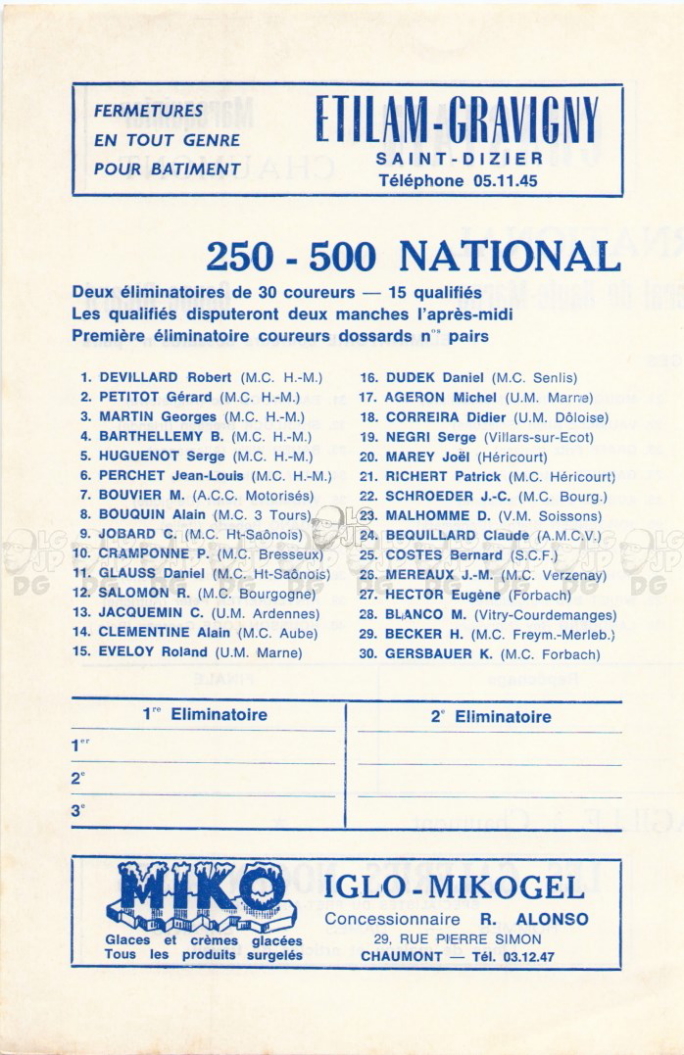 FERMETURES
EN TOUT GENRE
POUR BATIMENT
ETILAM-GRAVIGNY
SAINT-DIZIER
Téléphone 05.11.45
250 - 500 NATIONAL
Deux éliminatoires de 30 coureurs — 15 qualifiés
Les qualifiés disputeront deux manches l'après-midi
Première éliminatoire coureurs dossards nos pairs
1. DEVILLARD Robert (M.C. H.-M.)
2. PETITOT Gérard (M.C. H.-M.)
3. MARTIN Georges (M.C. H.-M.)
4. BARTHELLEMY B. (M.C. H.-M.)
5. HUGUENOT Serge (M.C. H.-M.)
6. PERCHET Jean-Louis (M.C. H.-M.)
7. BOUVIER M. (A.C.C. Motorisés)
8. BOUQUIN Alain (M.C. 3 Tours)
9. JOBARD C. (M.C. Ht-Saônois)
10. CRAMPONNE P. (M.C. Bresseux)
11. GLAUSS Daniel (M.C. Ht-Saônois)
12. SALOMON R. (M.C. Bourgogne)
13. JACQUEMIN C. (U.M. Ardennes)
14. CLEMENTINE Alain (M.C. Aube)
15. EVELOY Roland (U.M. Marne)
16. DUDEK Daniel (M.C. Senlis)
17. AGERON Michel (U.M. Marne)
18. CORREIRA Didier (U.M. Dôloise)
19. NEGRI Serge (Villars-sur-Ecot)
20. MAREY Joël (Héricourt)
21. RICHERT Patrick (M.C. Héricourt)
22. SCHROEDER J.-C. (M.C. Bourg.)
23. MALHOMME D. (V.M. Soissons)
24. BEQUILLARD Claude (A.M.C.V.)
25. COSTES Bernard (S.C.F.)
26. MEREAUX J.-M. (M.C. Verzenay)
27. HECTOR Eugène (Forbach)
28. BLANCO M. (Vitry-Courdemanges)
29. BECKER H. (M.C. Freym.-Merleb.)
30. GERSBAUER K. (M.C. Forbach)
1re Eliminatoire
2e Eliminatoire
1er
2e
3e
MIKO
Glaces et crèmes glacées
Tous les produits surgelés
IGLO-MIKOGEL
Concessionnaire R. ALONSO
29, RUE PIERRE SIMON
CHAUMONT — Tél. 03.12.47